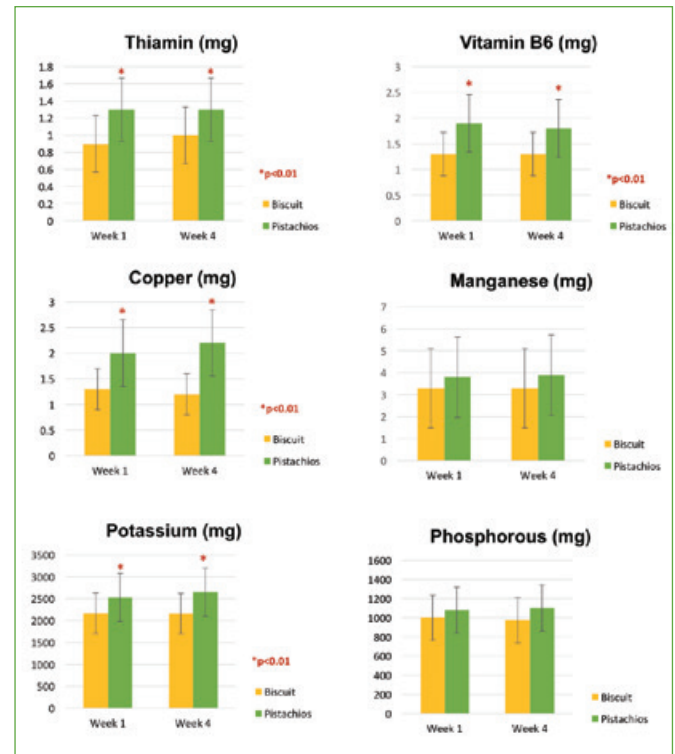 Thiamin (mg)
1.8
1.6
1.4
1.2
1
0.8
0.6
0.4
0.2
0
*
*
*p<0.01
Biscuit
Pistachios
Week 1
Week 4
Vitamin B6 (mg)
3
2.5
2
1.5
1
0.5
0
*
*
*p<0.01
Biscuit
Pistachios
Week 1
Week 4
Copper (mg)
3
2.5
2
1.5
1
0.5
0
*
*
*p<0.01
Biscuit
Pistachios
Week 1
Week 4
Manganese (mg)
7
6
5
4
3
2
1
0
Biscuit
Pistachios
Week 1
Week 4
Potassium (mg)
3500
3000
2500
2000
1500
1000
500
0
*
*
*p<0.01
Biscuit
Pistachios
Week 1
Week 4
Phosphorous (mg)
1600
1400
1200
1000
800
600
400
200
0
Biscuit
Pistachios
Week 1
Week 4